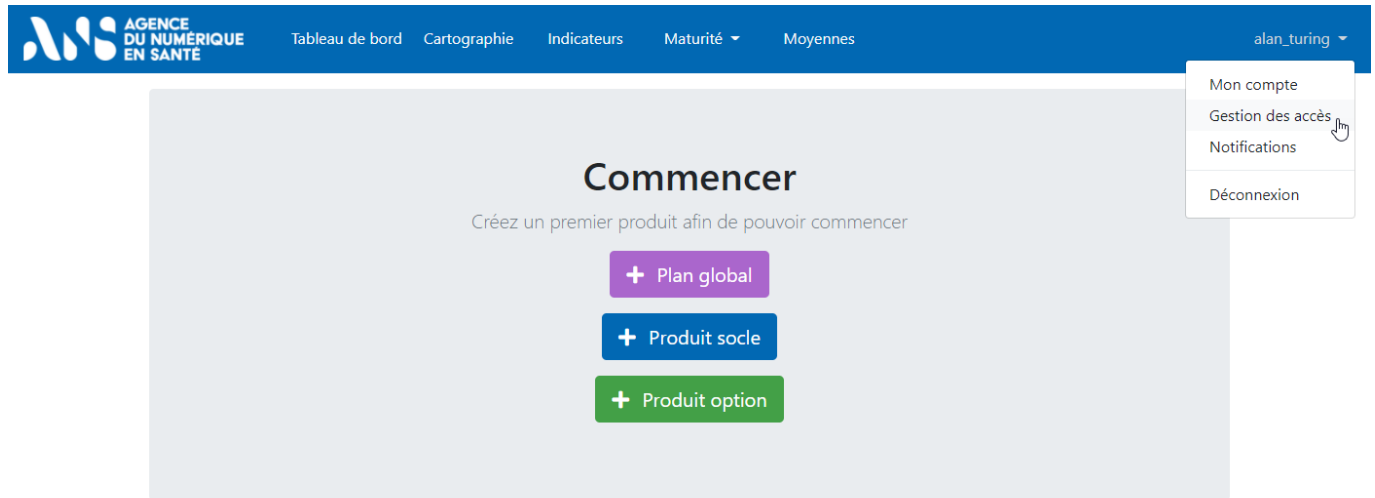 AGENCE
DU NUMÉRIQUE
EN SANTÉ
Tableau de bord Cartographie Indicateurs Maturité Moyennes alan_turing
Mon compte
Gestion des accès
Notifications
Déconnexion
Commencer
Créez un premier produit afin de pouvoir commencer
+ Plan global
+ Produit socle
+ Produit option